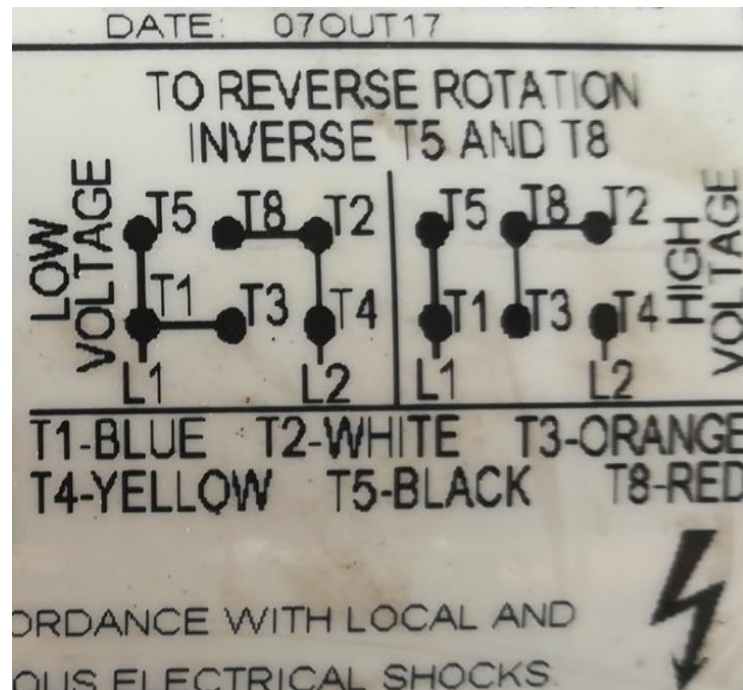 DATE: 07OUT17
TO REVERSE ROTATION
INVERSE T5 AND T8
LOW VOLTAGE
T5 T8 T2
T1 T3 T4
L1 L2
T5 T8 T2
T1 T3 T4
L1 L2
HIGH VOLTAGE
T1-BLUE T2-WHITE T3-ORANGE
T4-YELLOW T5-BLACK T8-RED
ORDANCE WITH LOCAL AND
OUS ELECTRICAL SHOCKS